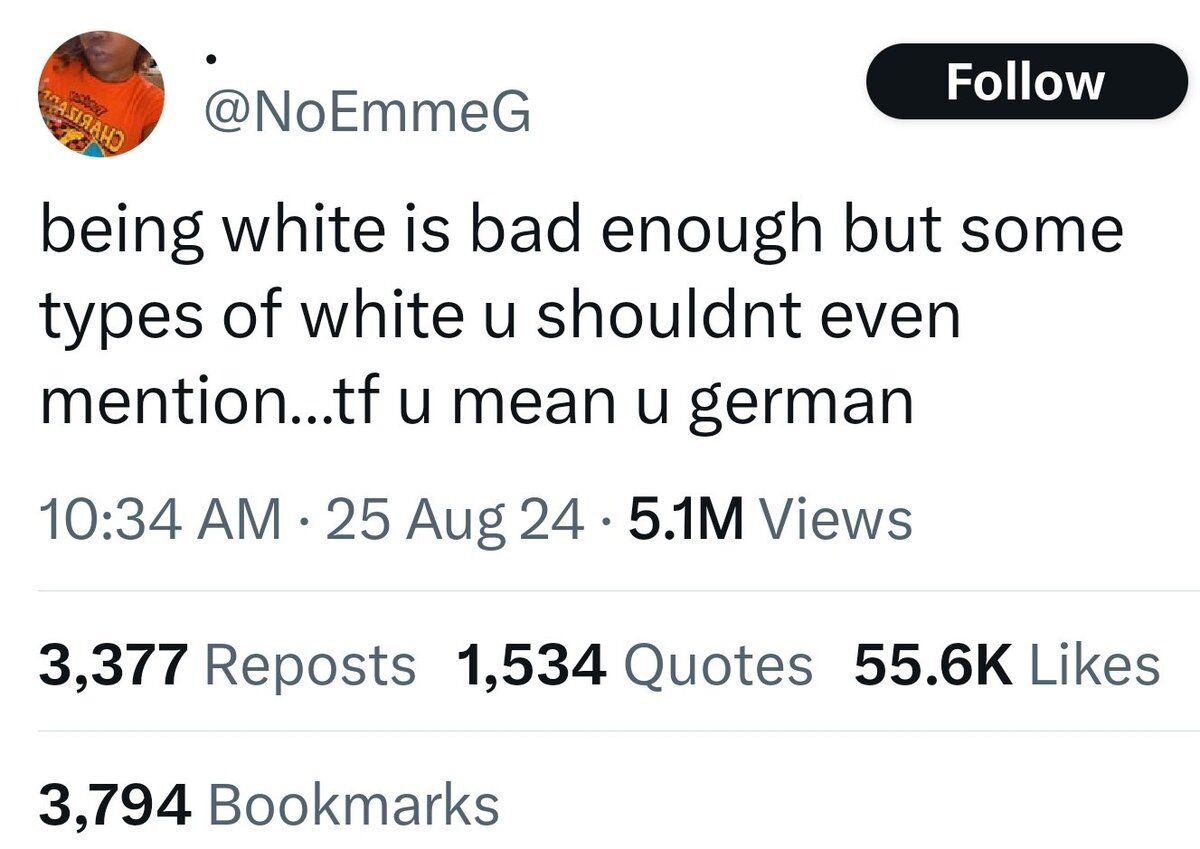 .
@NoEmmeG
Follow
being white is bad enough but some
types of white u shouldnt even
mention...tf u mean u german
10:34 AM · 25 Aug 24 · 5.1M Views
3,377 Reposts 1,534 Quotes 55.6K Likes
3,794 Bookmarks